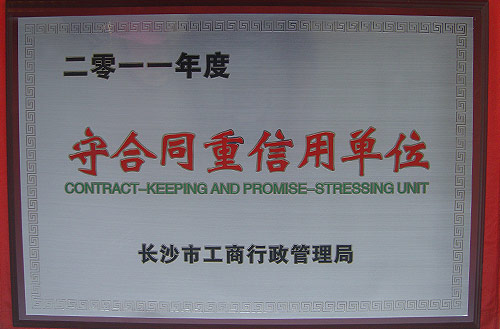 二零一一年度
守合同重信用单位
CONTRACT-KEEPING AND PROMISE-STRESSING UNIT
长沙市工商行政管理局